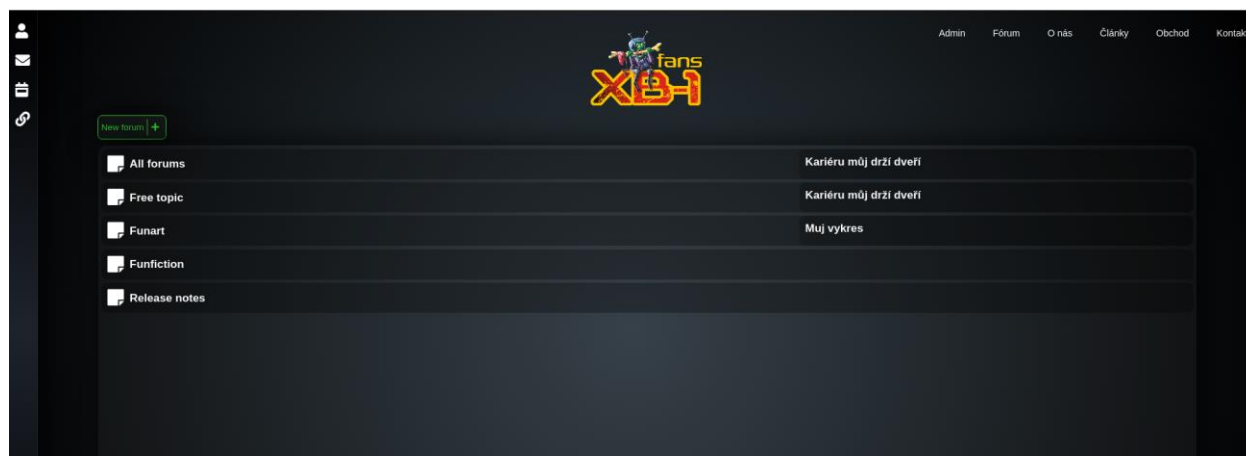 Admin Fórum O nás Články Obchod Kontak
fans
XB-1
New forum
All forums Kariéru můj drží dveří
Free topic Kariéru můj drží dveří
Funart Muj vykres
Funfiction
Release notes